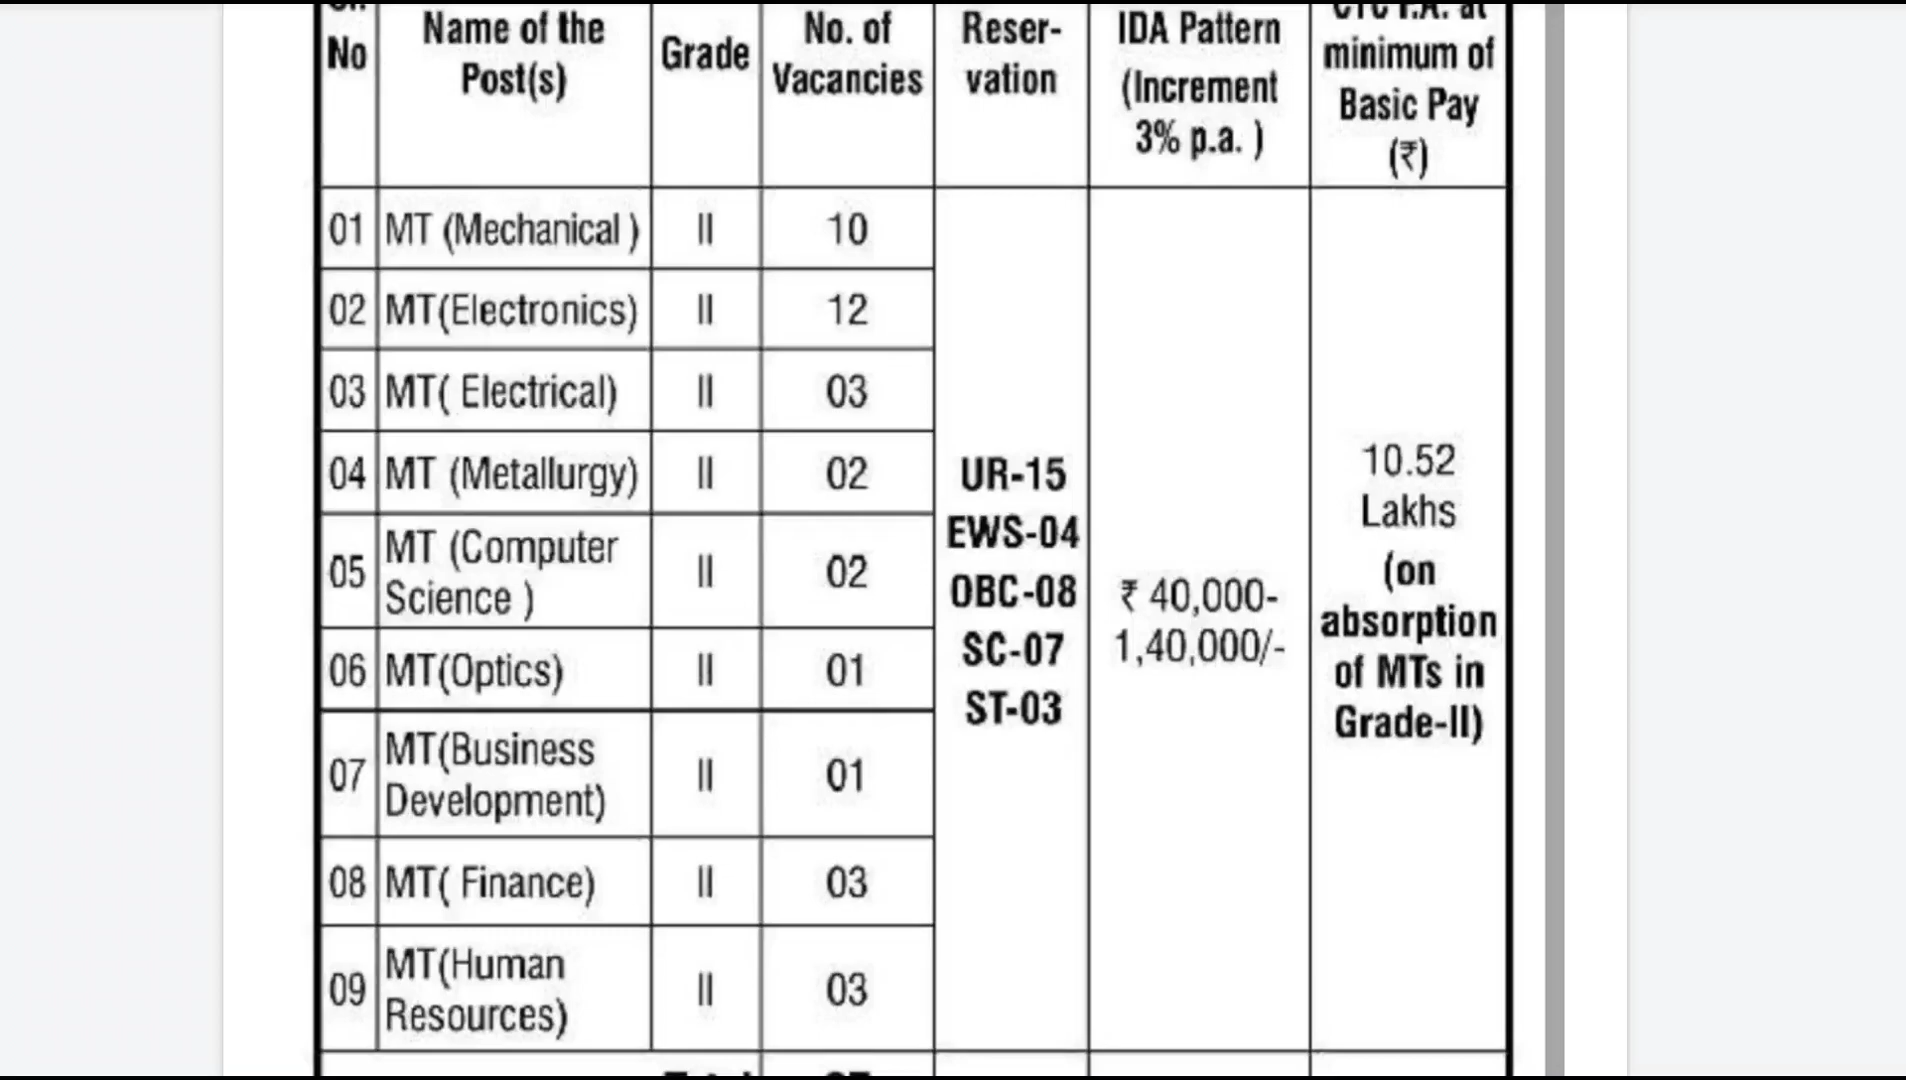 No
Name of the
Post(s)
Grade
No. of
Vacancies
Reser-
vation
IDA Pattern
(Increment
3% p.a. )
CTC P.A. at
minimum of
Basic Pay
(₹)
01 MT (Mechanical ) II 10
02 MT(Electronics) II 12
03 MT( Electrical) II 03
04 MT (Metallurgy) II 02
05 MT (Computer
Science ) II 02
06 MT(Optics) II 01
07 MT(Business
Development) II 01
08 MT( Finance) II 03
09 MT(Human
Resources) II 03
UR-15
EWS-04
OBC-08
SC-07
ST-03
₹ 40,000-
1,40,000/-
10.52
Lakhs
(on
absorption
of MTs in
Grade-II)